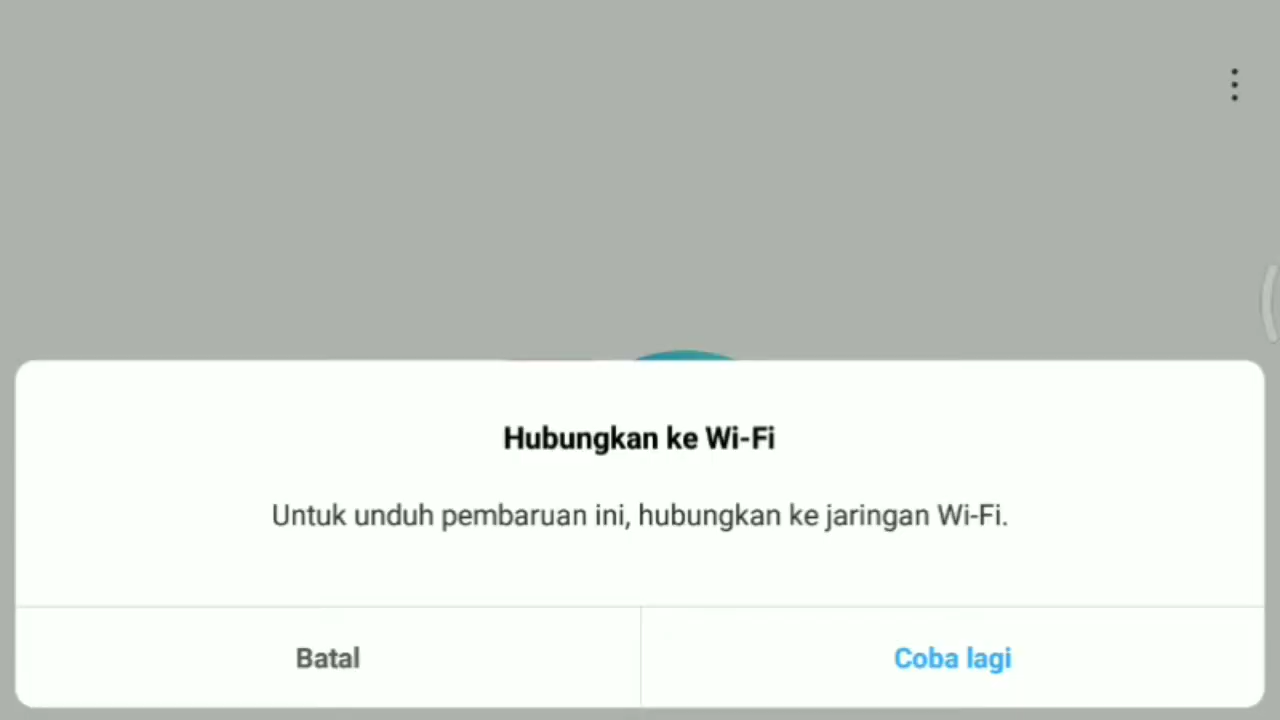 Hubungkan ke Wi-Fi
Untuk unduh pembaruan ini, hubungkan ke jaringan Wi-Fi.
Batal
Coba lagi